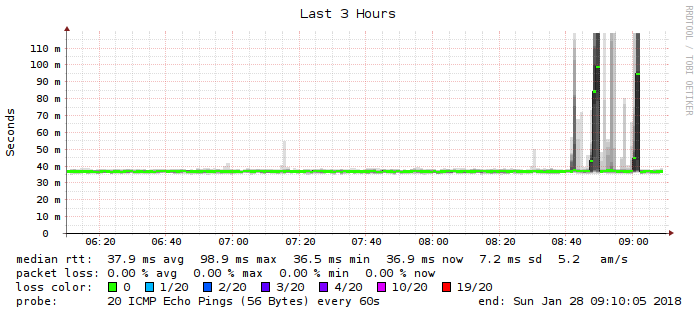 Last 3 Hours
RRDTOOL / TOBI OETIKER
Seconds
110 m
100 m
90 m
80 m
70 m
60 m
50 m
40 m
30 m
20 m
10 m
0
06:20 06:40 07:00 07:20 07:40 08:00 08:20 08:40 09:00
median rtt: 37.9 ms avg 98.9 ms max 36.5 ms min 36.9 ms now 7.2 ms sd 5.2 am/s
packet loss: 0.00 % avg 0.00 % max 0.00 % min 0.00 % now
loss color: 0 1/20 2/20 3/20 4/20 10/20 19/20
probe: 20 ICMP Echo Pings (56 Bytes) every 60s end: Sun Jan 28 09:10:05 2018